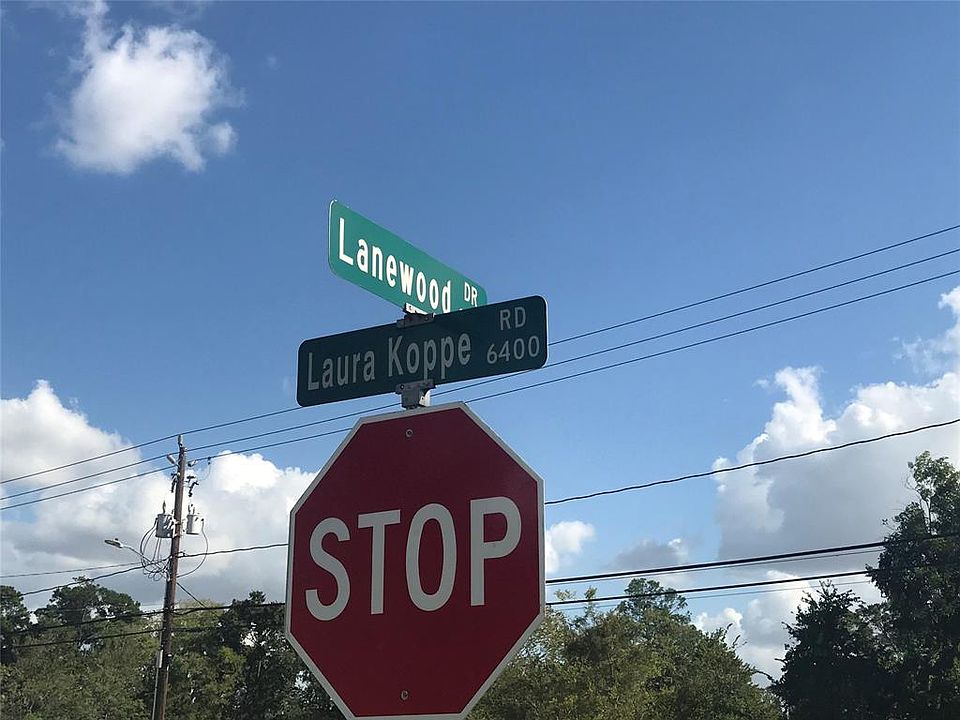 Lanewood DR
Laura Koppe RD 6400
STOP